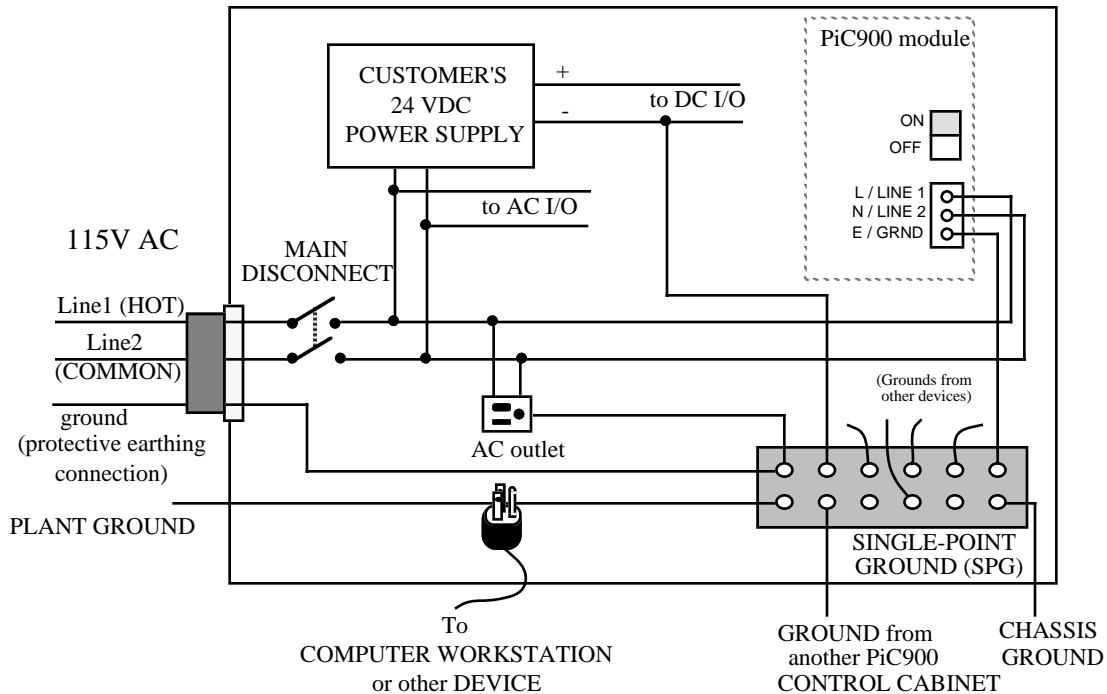 PiC900 module
CUSTOMER'S
24 VDC
POWER SUPPLY
+
-
to DC I/O
ON
OFF
L / LINE 1
N / LINE 2
E / GRND
to AC I/O
115V AC
MAIN
DISCONNECT
Line1 (HOT)
Line2
(COMMON)
ground
(protective earthing
connection)
AC outlet
(Grounds from
other devices)
PLANT GROUND
SINGLE-POINT
GROUND (SPG)
To
COMPUTER WORKSTATION
or other DEVICE
GROUND from
another PiC900
CONTROL CABINET
CHASSIS
GROUND